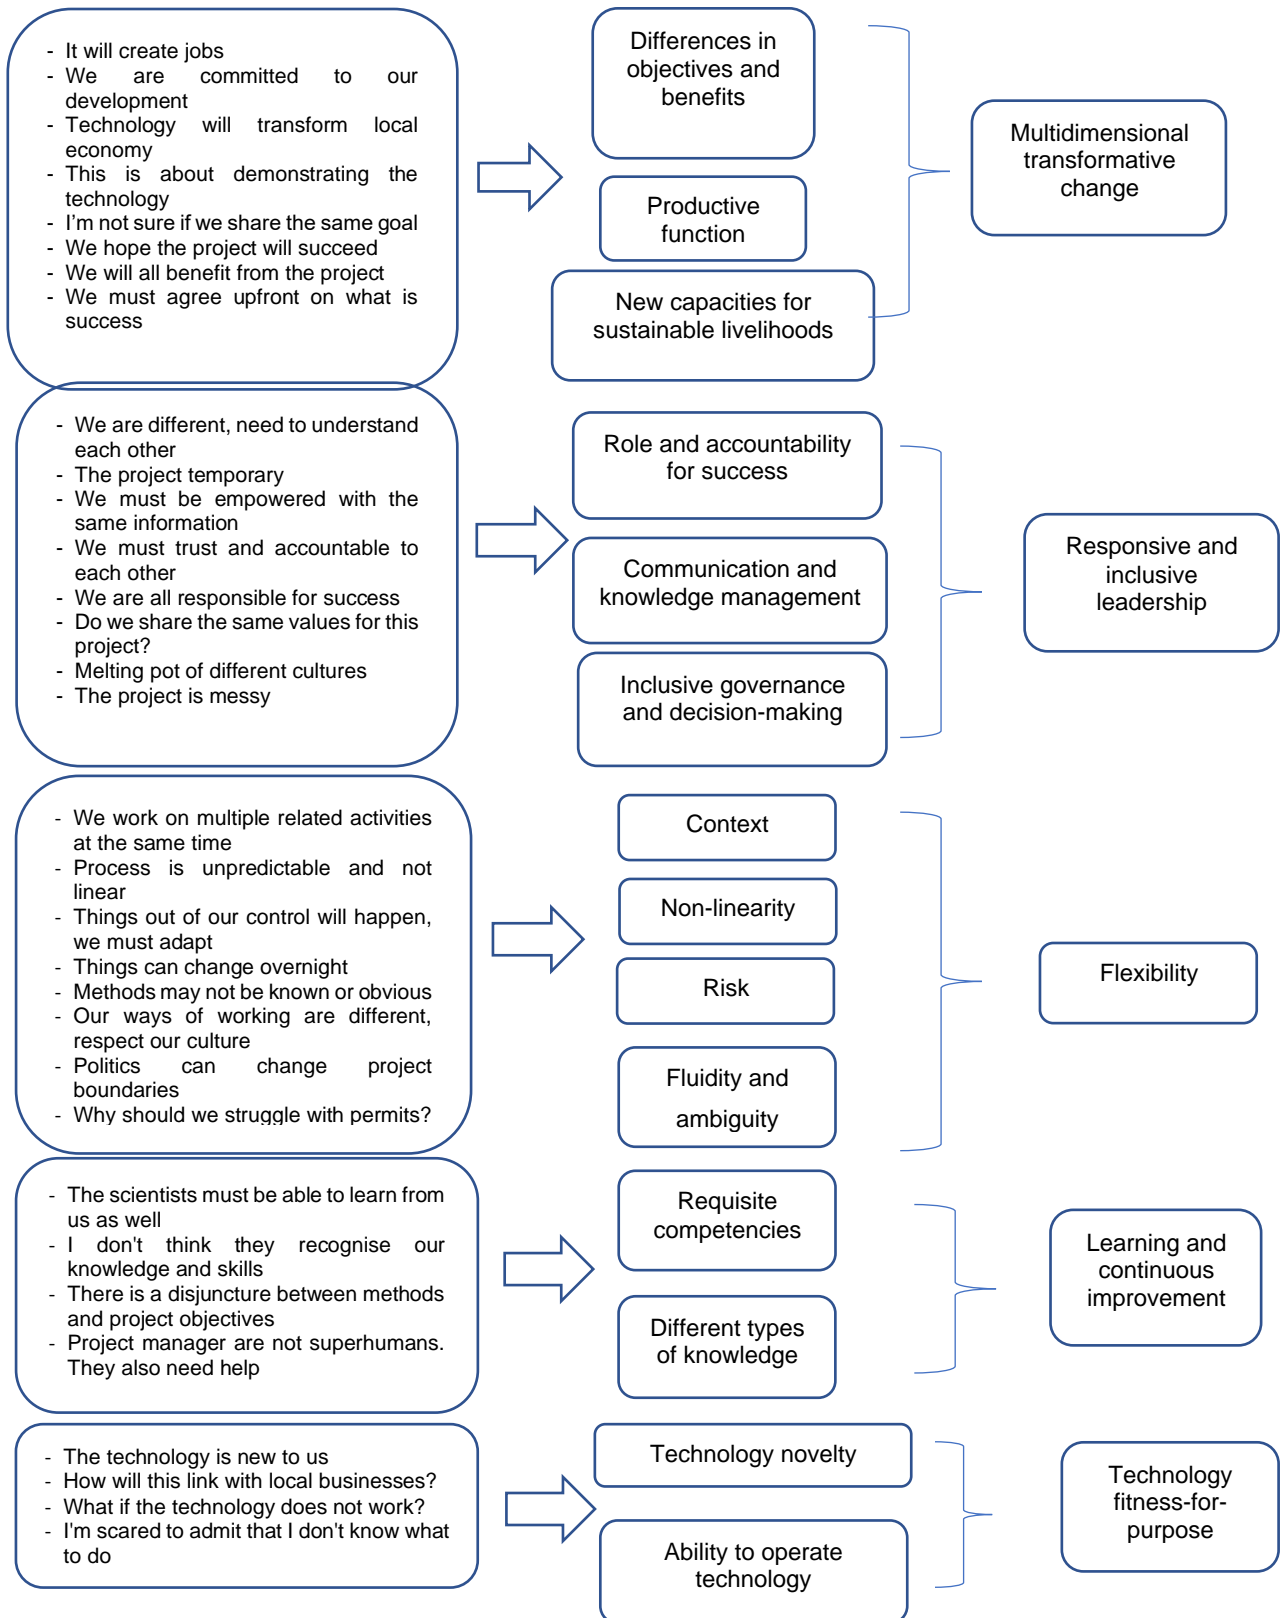 - It will create jobs
- We are committed to our
development
- Technology will transform local
economy
- This is about demonstrating the
technology
- I'm not sure if we share the same goal
- We hope the project will succeed
- We will all benefit from the project
- We must agree upfront on what is
success
Differences in
objectives and
benefits
Productive
function
New capacities for
sustainable livelihoods
Multidimensional
transformative
change
- We are different, need to understand
each other
- The project temporary
- We must be empowered with the
same information
- We must trust and accountable to
each other
- We are all responsible for success
- Do we share the same values for this
project?
- Melting pot of different cultures
- The project is messy
Role and accountability
for success
Communication and
knowledge management
Inclusive governance
and decision-making
Responsive and
inclusive
leadership
- We work on multiple related activities
at the same time
- Process is unpredictable and not
linear
- Things out of our control will happen,
we must adapt
- Things can change overnight
- Methods may not be known or obvious
- Our ways of working are different,
respect our culture
- Politics can change project
boundaries
- Why should we struggle with permits?
Context
Non-linearity
Risk
Fluidity and
ambiguity
Flexibility
- The scientists must be able to learn from
us as well
- I don't think they recognise our
knowledge and skills
- There is a disjuncture between methods
and project objectives
- Project manager are not superhumans.
They also need help
Requisite
competencies
Different types
of knowledge
Learning and
continuous
improvement
- The technology is new to us
- How will this link with local businesses?
- What if the technology does not work?
- I'm scared to admit that I don't know what
to do
Technology novelty
Ability to operate
technology
Technology
fitness-for-
purpose